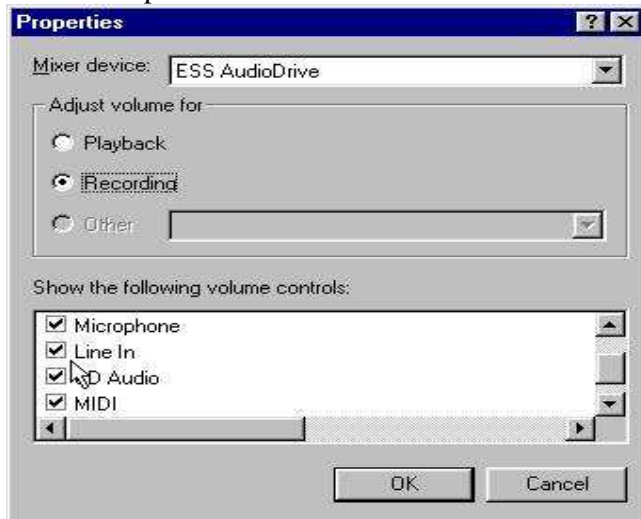 Properties
Mixer device: ESS AudioDrive
Adjust volume for
Playback
Recording
Other
Show the following volume controls:
Microphone
Line In
D Audio
MIDI
OK Cancel